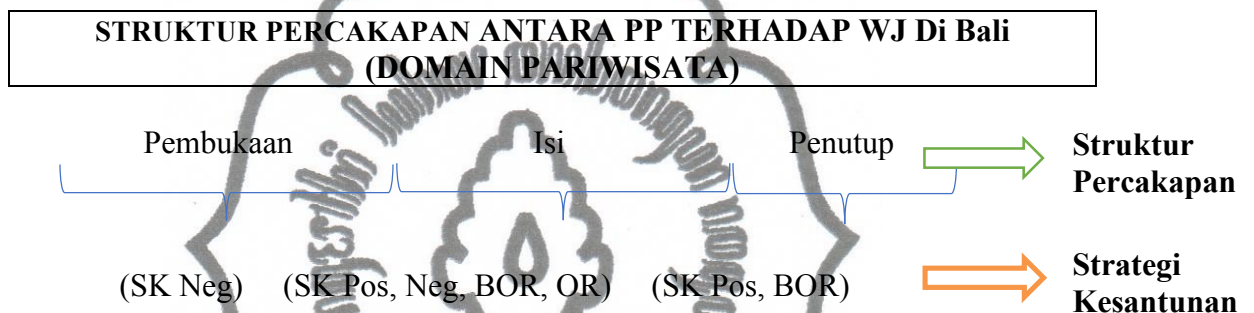 STRUKTUR PERCAKAPAN ANTARA PP TERHADAP WJ Di Bali
(DOMAIN PARIWISATA)
Pembukaan Isi Penutup
Struktur
Percakapan
(SK Neg) (SK Pos, Neg, BOR, OR) (SK Pos, BOR)
Strategi
Kesantunan